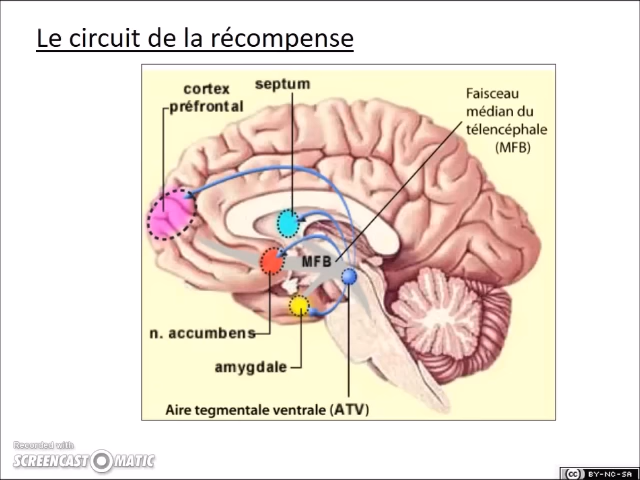 Le circuit de la récompense
cortex
préfrontal
septum
Faisceau
médian du
télencéphale
(MFB)
MFB
n. accumbens
amygdale
Aire tegmentale ventrale (ATV)
Recorded with
SCREENCAST-O-MATIC
cc BY-NC-SA